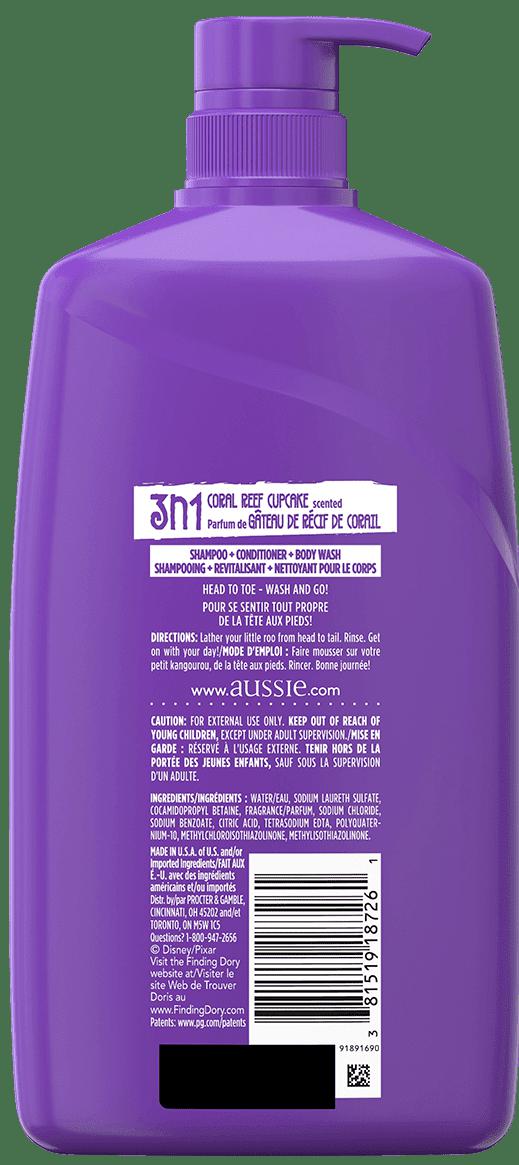 3n1 CORAL REEF CUPCAKE scented
Parfum de GÂTEAU DE RÉCIF DE CORAIL
SHAMPOO + CONDITIONER + BODY WASH
SHAMPOOING + REVITALISANT + NETTOYANT POUR LE CORPS
HEAD TO TOE - WASH AND GO!
POUR SE SENTIR TOUT PROPRE
DE LA TÊTE AUX PIEDS!
DIRECTIONS: Lather your little roo from head to tail. Rinse. Get
on with your day!/MODE D'EMPLOI : Faire mousser sur votre
petit kangourou, de la tête aux pieds. Rincer. Bonne journée!
www.aussie.com
CAUTION: FOR EXTERNAL USE ONLY. KEEP OUT OF REACH OF
YOUNG CHILDREN, EXCEPT UNDER ADULT SUPERVISION./MISE EN
GARDE : RÉSERVÉ À L'USAGE EXTERNE. TENIR HORS DE LA
PORTÉE DES JEUNES ENFANTS, SAUF SOUS LA SUPERVISION
D'UN ADULTE.
INGREDIENTS/INGRÉDIENTS : WATER/EAU, SODIUM LAURETH SULFATE,
COCAMIDOPROPYL BETAINE, FRAGRANCE/PARFUM, SODIUM CHLORIDE,
SODIUM BENZOATE, CITRIC ACID, TETRASODIUM EDTA, POLYQUATER-
NIUM-10, METHYLCHLOROISOTHIAZOLINONE, METHYLISOTHIAZOLINONE.
MADE IN U.S.A. of U.S. and/or
Imported Ingredients/FAIT AUX
É.-U. avec des ingrédients
américains et/ou importés
Distr. by/par PROCTER & GAMBLE,
CINCINNATI, OH 45202 and/et
TORONTO, ON M5W 1C5
Questions? 1-800-947-2656
© Disney/Pixar
Visit the Finding Dory
website at/Visiter le
site Web de Trouver
Doris au
www.FindingDory.com
Patents: www.pg.com/patents
3 81519 18726 1
91891690